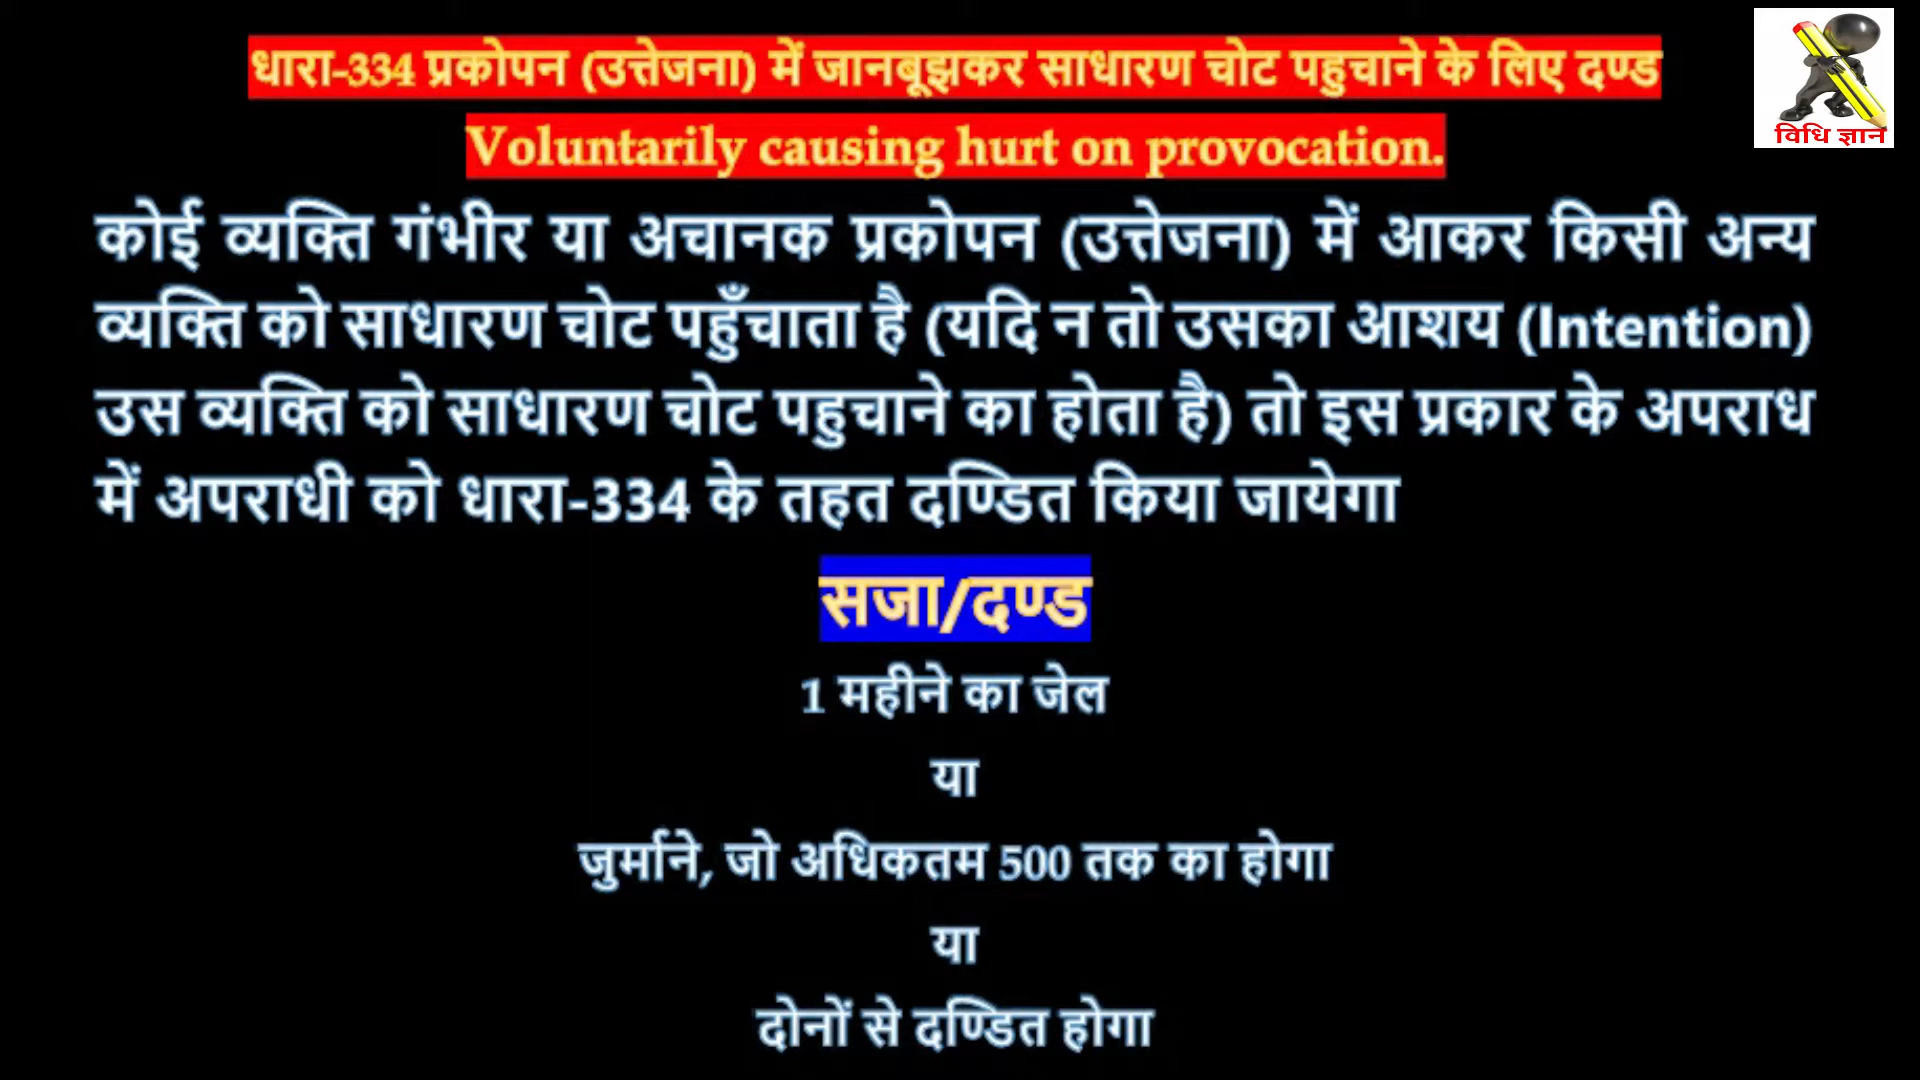 धारा-334 प्रकोपन (उत्तेजना) में जानबूझकर साधारण चोट पहुचाने के लिए दण्ड
Voluntarily causing hurt on provocation.
विधि ज्ञान
कोई व्यक्ति गंभीर या अचानक प्रकोपन (उत्तेजना) में आकर किसी अन्य
व्यक्ति को साधारण चोट पहुँचाता है (यदि न तो उसका आशय (Intention)
उस व्यक्ति को साधारण चोट पहुचाने का होता है) तो इस प्रकार के अपराध
में अपराधी को धारा-334 के तहत दण्डित किया जायेगा
सजा/दण्ड
1 महीने का जेल
या
जुर्माने, जो अधिकतम 500 तक का होगा
या
दोनों से दण्डित होगा